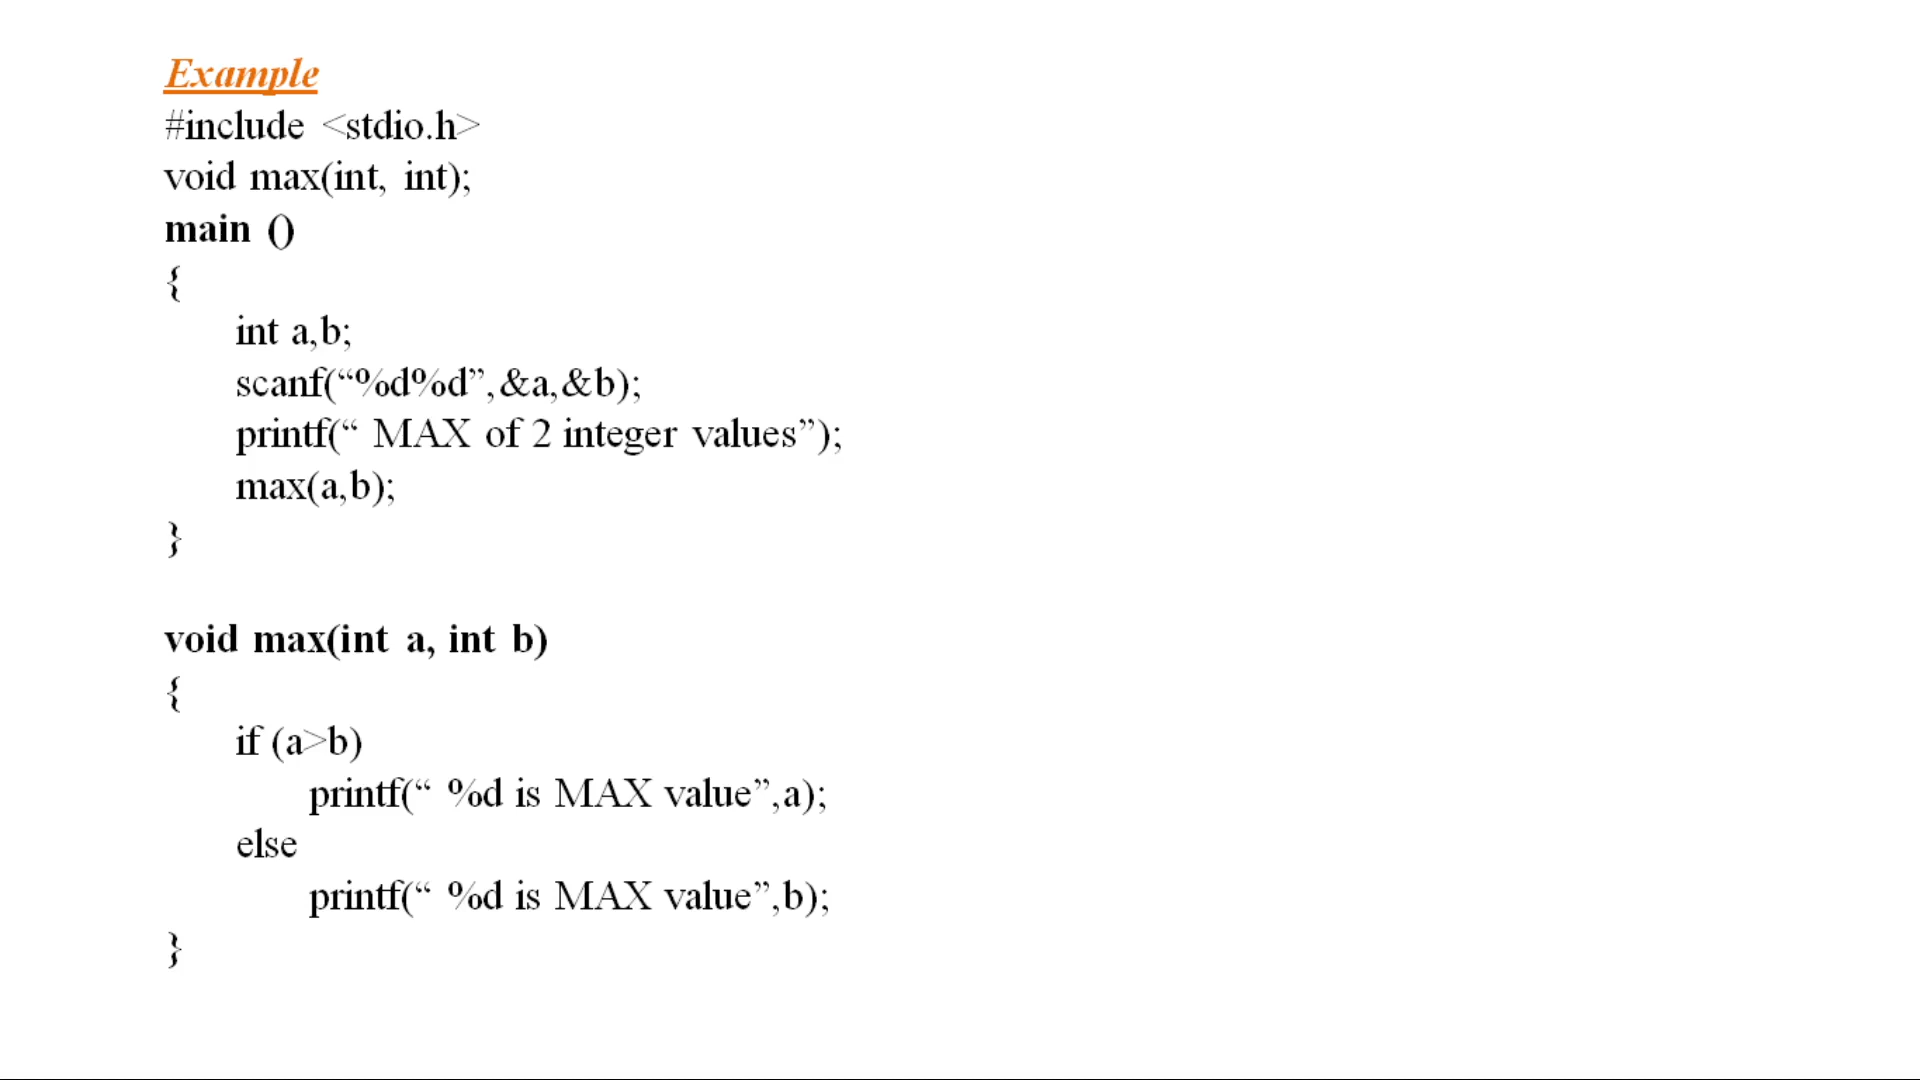 Example
#include <stdio.h>
void max(int, int);
main ()
{
int a,b;
scanf(“%d%d”,&a,&b);
printf(“ MAX of 2 integer values”);
max(a,b);
}
void max(int a, int b)
{
if (a>b)
printf(“ %d is MAX value”,a);
else
printf(“ %d is MAX value”,b);
}